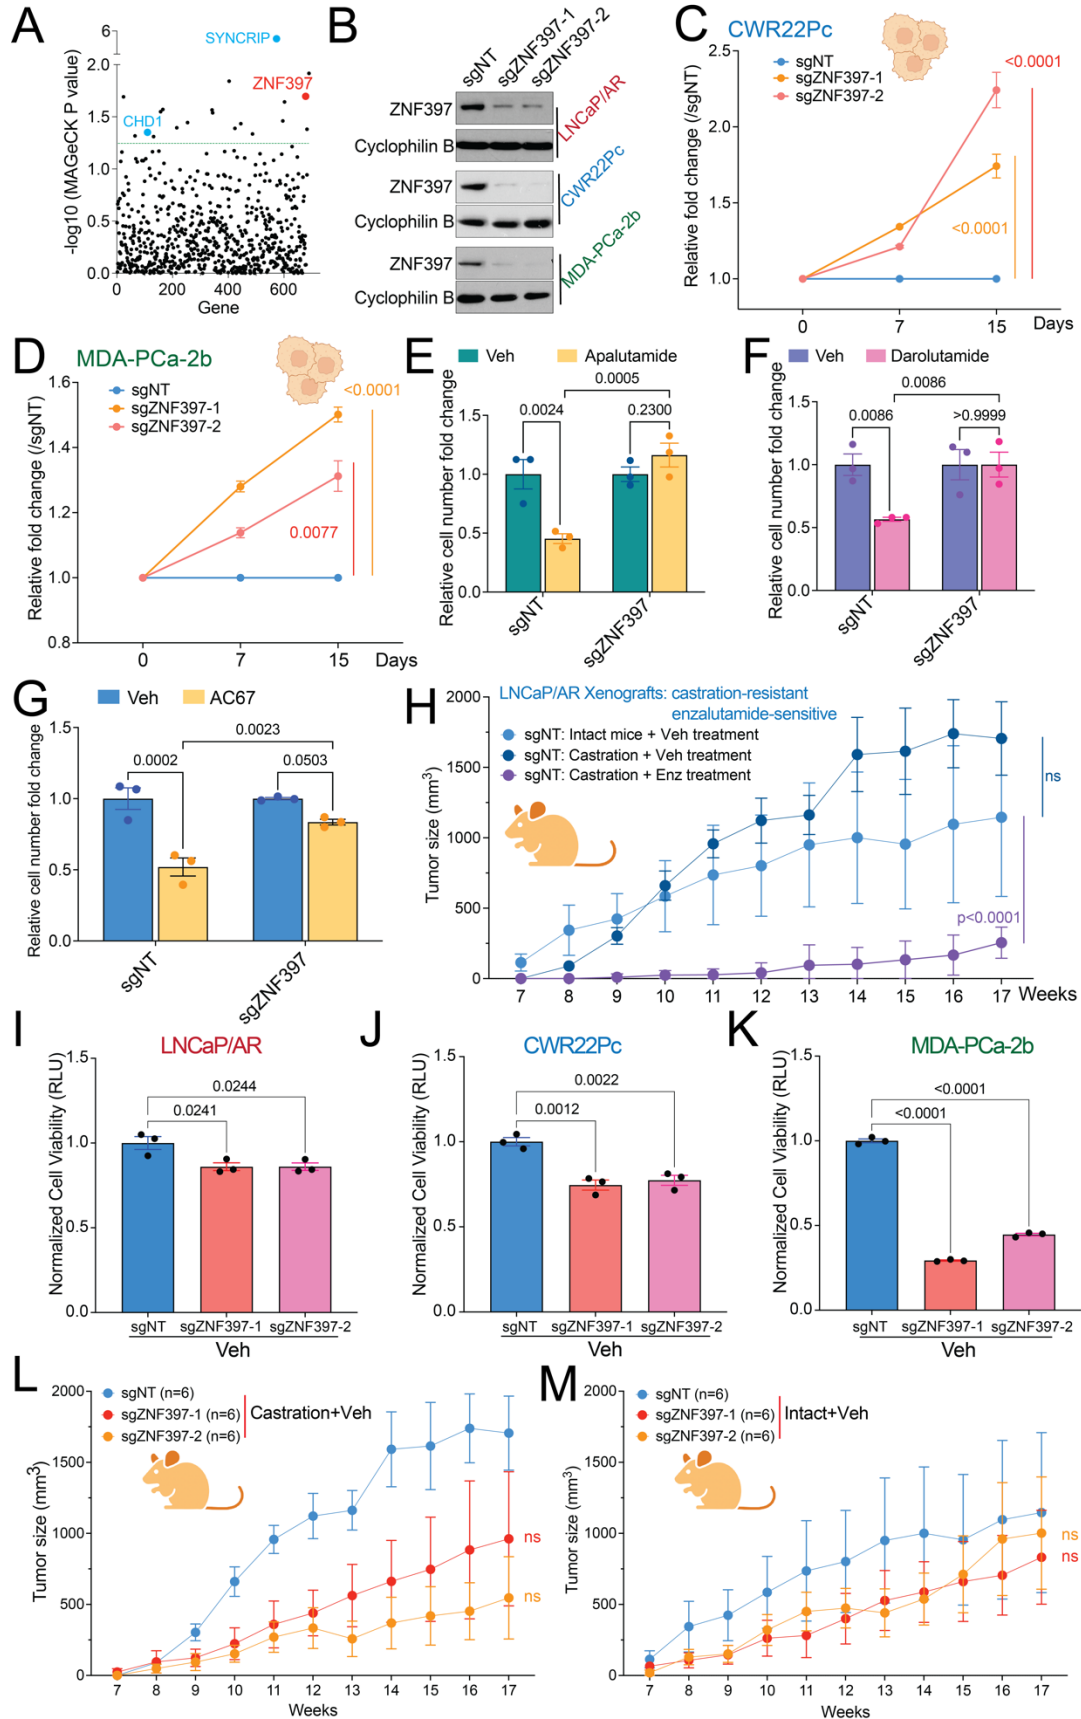 A
6
SYNCRIP
2.0
ZNF397
1.5
CHD1
1.0
0.5
0.0
0 200 400 600
Gene
-log10 (MAGeCK P value)
B
sgNT
sgZNF397-1
sgZNF397-2
ZNF397
Cyclophilin B
LNCaP/AR
ZNF397
Cyclophilin B
CWR22Pc
ZNF397
Cyclophilin B
MDA-PCa-2b
C
CWR22Pc
sgNT
sgZNF397-1
sgZNF397-2
<0.0001
<0.0001
2.5
2.0
1.5
1.0
0 7 15 Days
Relative fold change (/sgNT)
D
MDA-PCa-2b
sgNT
sgZNF397-1
sgZNF397-2
<0.0001
0.0077
1.6
1.4
1.2
1.0
0.8
0 7 15 Days
Relative fold change (/sgNT)
E
Veh Apalutamide
0.0005
0.0024 0.2300
1.5
1.0
0.5
0.0
sgNT sgZNF397
Relative cell number fold change
F
Veh Darolutamide
0.0086
0.0086 >0.9999
1.5
1.0
0.5
0.0
sgNT sgZNF397
Relative cell number fold change
G
Veh AC67
0.0023
0.0002 0.0503
1.5
1.0
0.5
0.0
sgNT sgZNF397
Relative cell number fold change
H
LNCaP/AR Xenografts: castration-resistant
enzalutamide-sensitive
sgNT: Intact mice + Veh treatment
sgNT: Castration + Veh treatment
sgNT: Castration + Enz treatment
ns
p<0.0001
2000
1500
1000
500
0
7 8 9 10 11 12 13 14 15 16 17 Weeks
Tumor size (mm³)
I
LNCaP/AR
0.0244
0.0241
1.5
1.0
0.5
0.0
sgNT sgZNF397-1 sgZNF397-2
Veh
Normalized Cell Viability (RLU)
J
CWR22Pc
0.0022
0.0012
1.5
1.0
0.5
0.0
sgNT sgZNF397-1 sgZNF397-2
Veh
Normalized Cell Viability (RLU)
K
MDA-PCa-2b
<0.0001
<0.0001
1.5
1.0
0.5
0.0
sgNT sgZNF397-1 sgZNF397-2
Veh
Normalized Cell Viability (RLU)
L
sgNT (n=6)
sgZNF397-1 (n=6)
sgZNF397-2 (n=6)
Castration+Veh
ns
ns
2000
1500
1000
500
0
7 8 9 10 11 12 13 14 15 16 17
Weeks
Tumor size (mm³)
M
sgNT (n=6)
sgZNF397-1 (n=6)
sgZNF397-2 (n=6)
Intact+Veh
ns
ns
2000
1500
1000
500
0
7 8 9 10 11 12 13 14 15 16 17
Weeks
Tumor size (mm³)